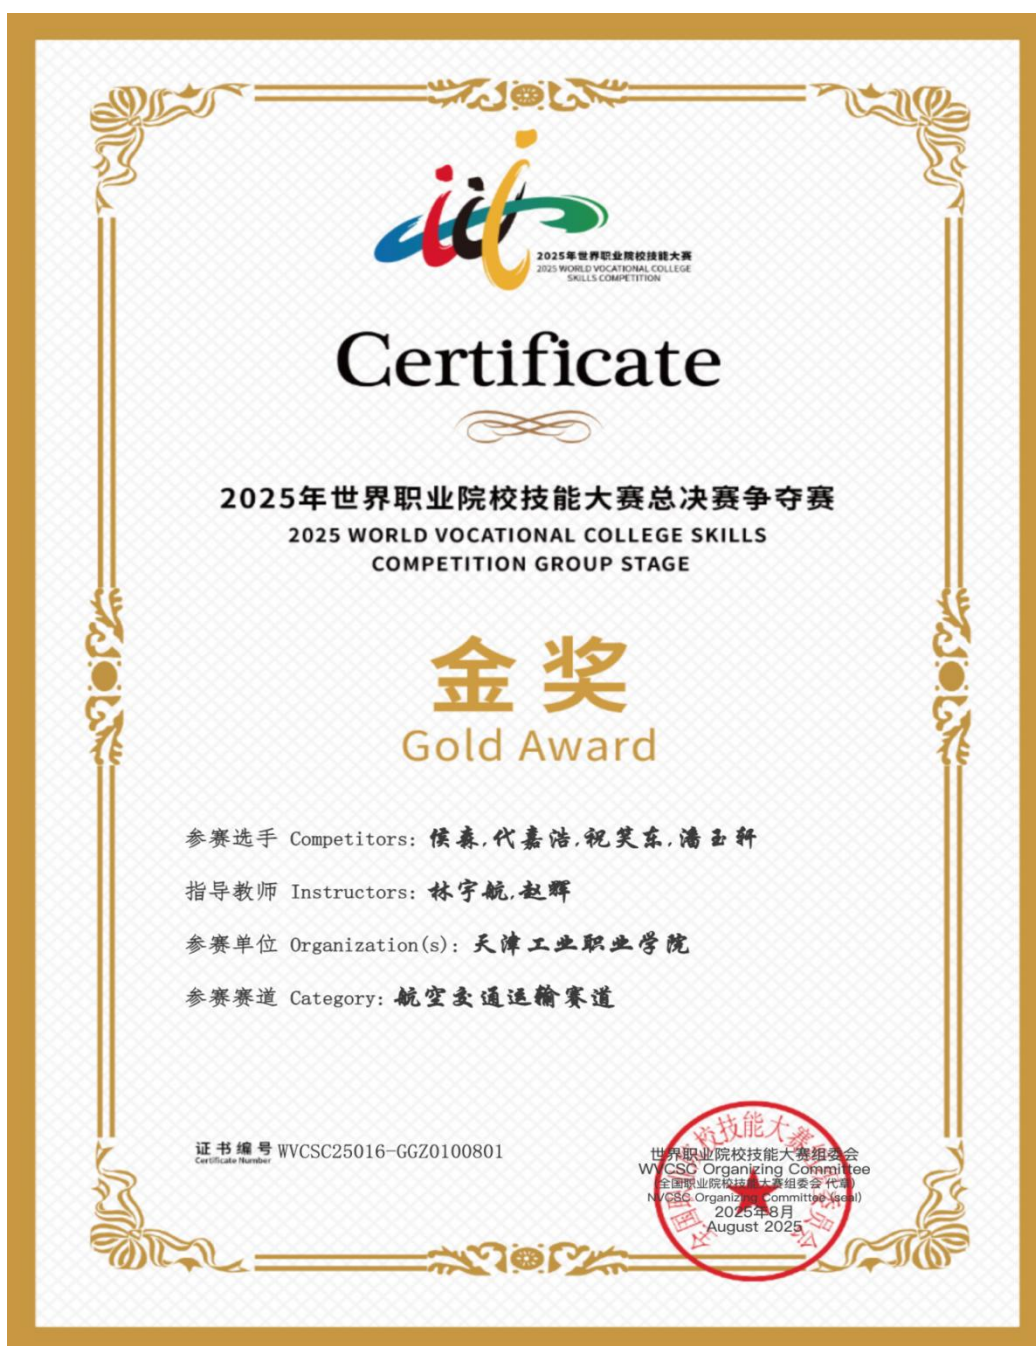 2025年世界职业院校技能大赛
2025 WORLD VOCATIONAL COLLEGE
SKILLS COMPETITION
Certificate
2025年世界职业院校技能大赛总决赛争夺赛
2025 WORLD VOCATIONAL COLLEGE SKILLS
COMPETITION GROUP STAGE
金奖
Gold Award
参赛选手 Competitors: 侯森,代嘉浩,祝笑东,潘玉轩
指导教师 Instructors: 林宇航,赵辉
参赛单位 Organization(s): 天津工业职业学院
参赛赛道 Category: 航空交通运输赛道
证书编号 WVCSC25016-GGZ0100801
Certificate Number
世界职业院校技能大赛组委会
WVCSC Organizing Committee
(全国职业院校技能大赛组委会 代章)
NVCSC Organizing Committee (seal)
2025年8月
August 2025